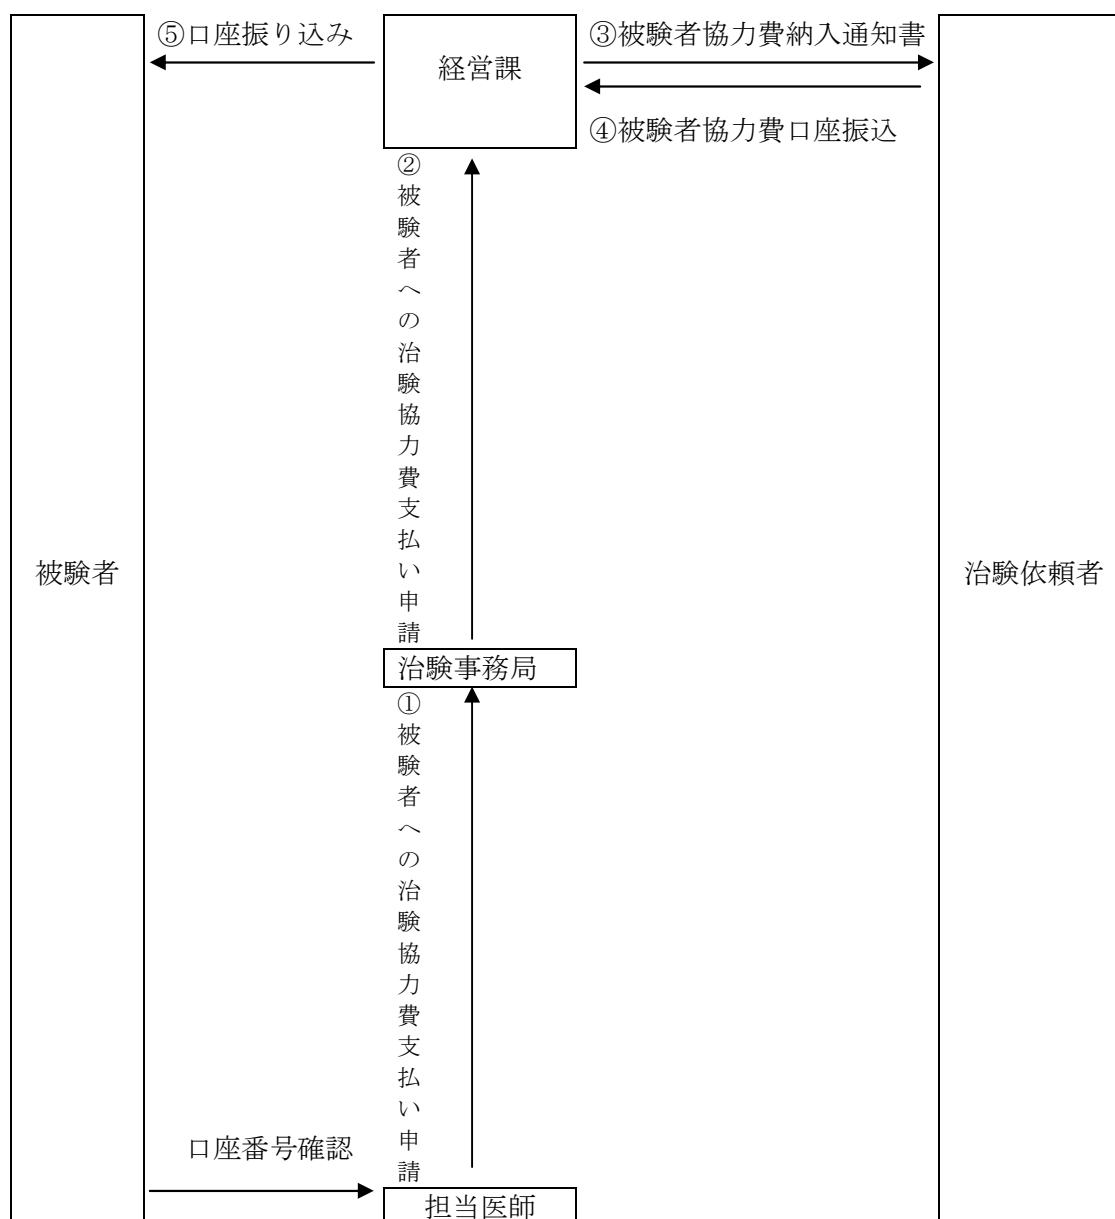 ⑤口座振り込み
経営課
③被験者協力費納入通知書
④被験者協力費口座振込
②被験者への治験協力費支払い申請
被験者
治験依頼者
治験事務局
①被験者への治験協力費支払い申請
口座番号確認
担当医師